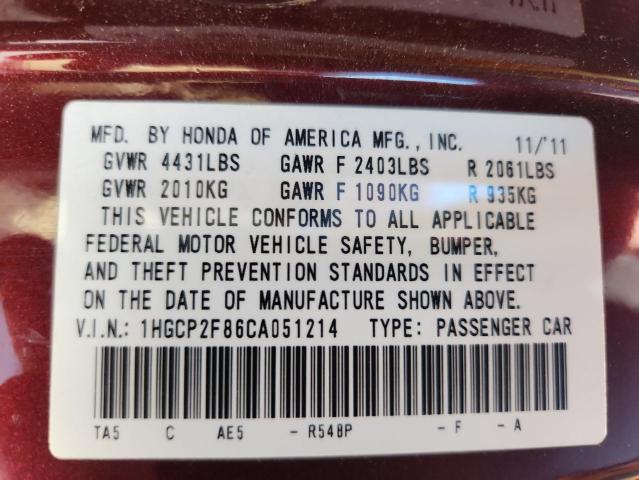 MFD. BY HONDA OF AMERICA MFG., INC. 11/'11
GVWR 4431LBS GAWR F 2403LBS R 2061LBS
GVWR 2010KG GAWR F 1090KG R 935KG
THIS VEHICLE CONFORMS TO ALL APPLICABLE
FEDERAL MOTOR VEHICLE SAFETY, BUMPER,
AND THEFT PREVENTION STANDARDS IN EFFECT
ON THE DATE OF MANUFACTURE SHOWN ABOVE.
V.I.N.: 1HGCP2F86CA051214 TYPE: PASSENGER CAR
TA5 C AE5 - R548P - F - A